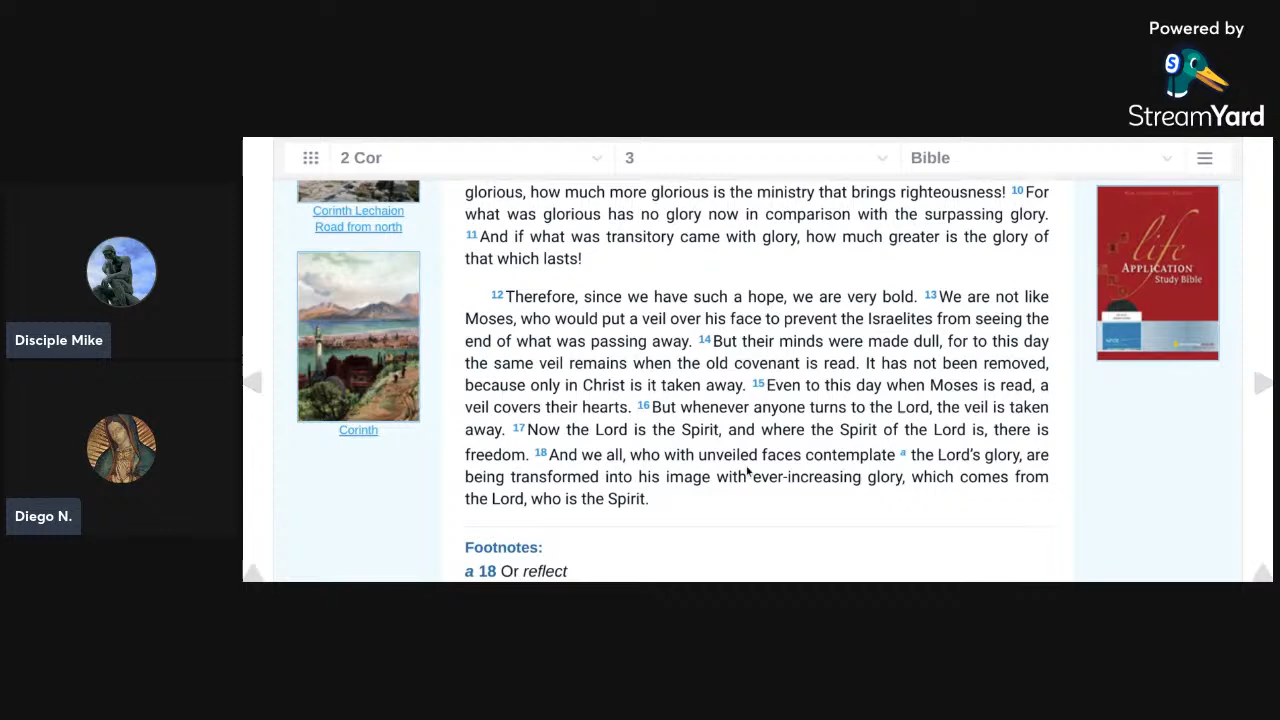 Powered by
S
StreamYard
2 Cor
3
Bible
glorious, how much more glorious is the ministry that brings righteousness! 10 For
what was glorious has no glory now in comparison with the surpassing glory.
11 And if what was transitory came with glory, how much greater is the glory of
that which lasts!
12 Therefore, since we have such a hope, we are very bold. 13 We are not like
Moses, who would put a veil over his face to prevent the Israelites from seeing the
end of what was passing away. 14 But their minds were made dull, for to this day
the same veil remains when the old covenant is read. It has not been removed,
because only in Christ is it taken away. 15 Even to this day when Moses is read, a
veil covers their hearts. 16 But whenever anyone turns to the Lord, the veil is taken
away. 17 Now the Lord is the Spirit, and where the Spirit of the Lord is, there is
freedom. 18 And we all, who with unveiled faces contemplate a the Lord's glory, are
being transformed into his image with ever-increasing glory, which comes from
the Lord, who is the Spirit.
Footnotes:
a 18 Or reflect
Corinth Lechaion
Road from north
Corinth
life
APPLICATION
Study Bible
Disciple Mike
Diego N.